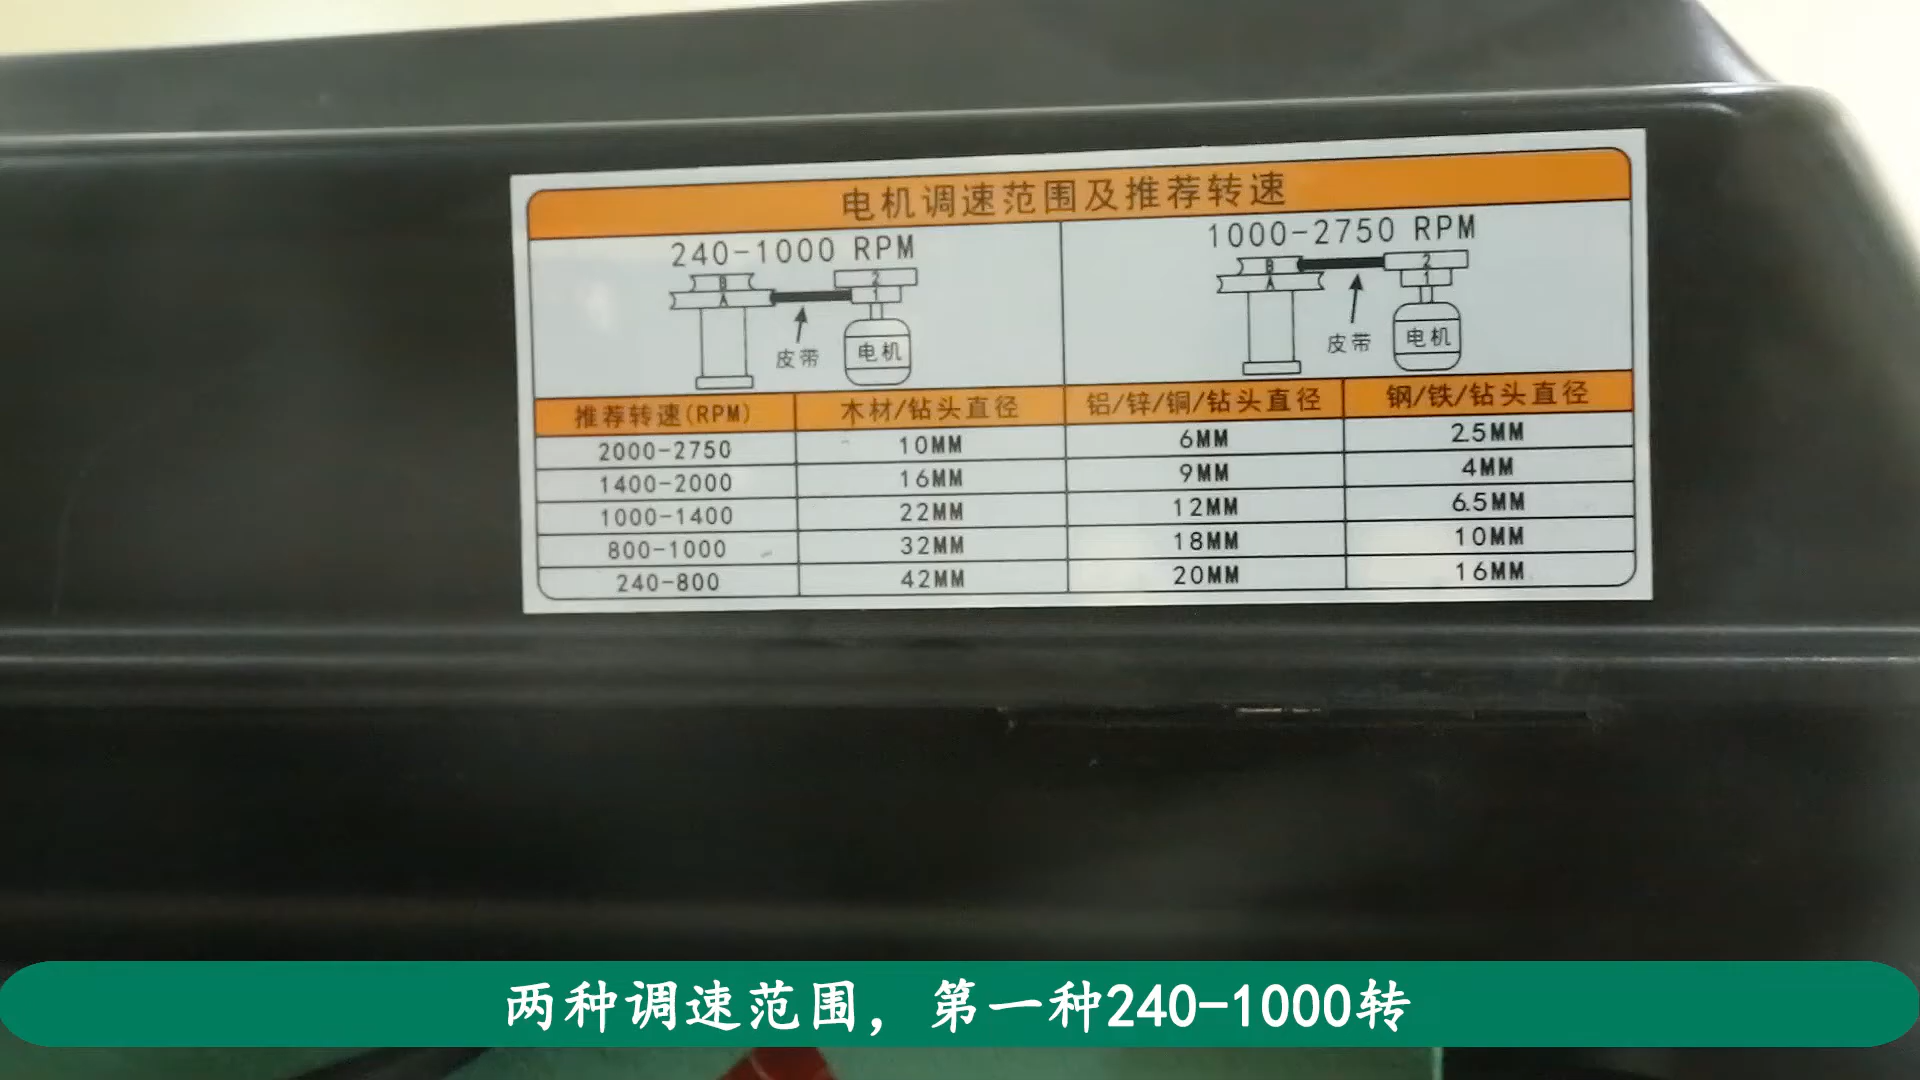 电机调速范围及推荐转速
240-1000 RPM
B
A
2
1
皮带
电机
1000-2750 RPM
B
A
2
1
皮带
电机
推荐转速(RPM) 木材/钻头直径 铝/锌/铜/钻头直径 钢/铁/钻头直径
2000-2750 10MM 6MM 2.5MM
1400-2000 16MM 9MM 4MM
1000-1400 22MM 12MM 6.5MM
800-1000 32MM 18MM 10MM
240-800 42MM 20MM 16MM
两种调速范围，第一种240-1000转